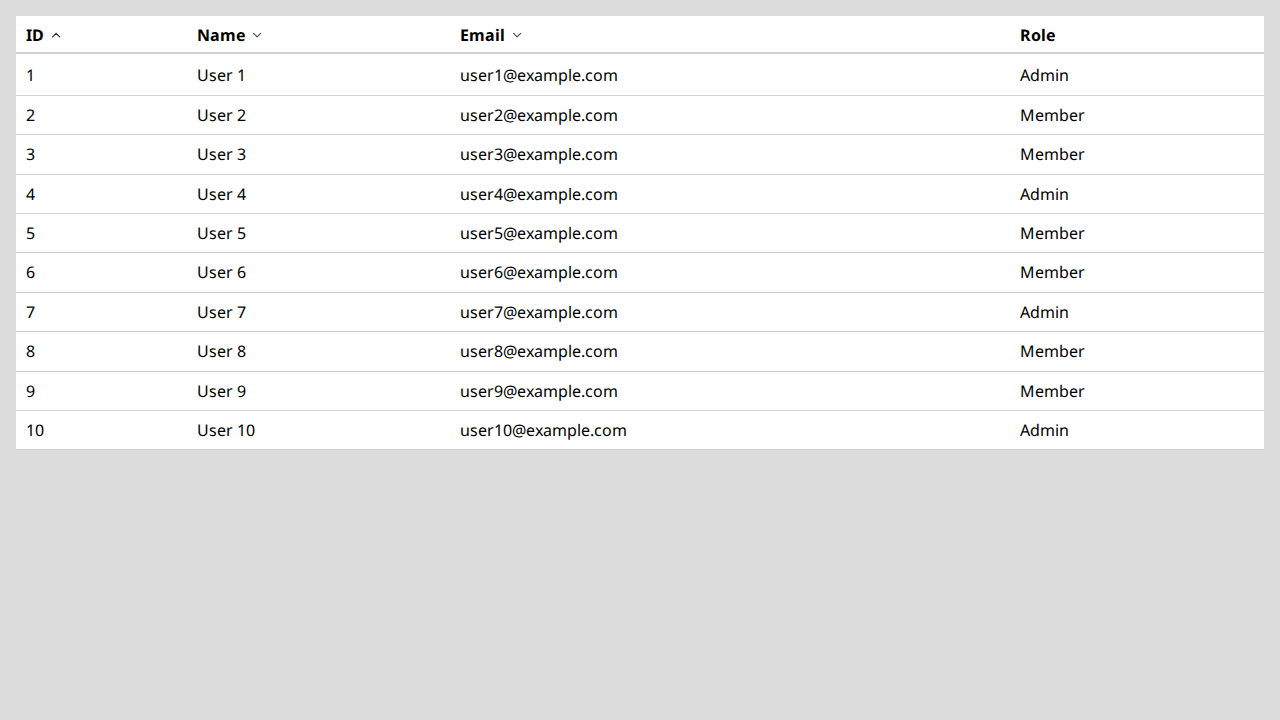 ID Name Email Role
1 User 1 user1@example.com Admin
2 User 2 user2@example.com Member
3 User 3 user3@example.com Member
4 User 4 user4@example.com Admin
5 User 5 user5@example.com Member
6 User 6 user6@example.com Member
7 User 7 user7@example.com Admin
8 User 8 user8@example.com Member
9 User 9 user9@example.com Member
10 User 10 user10@example.com Admin